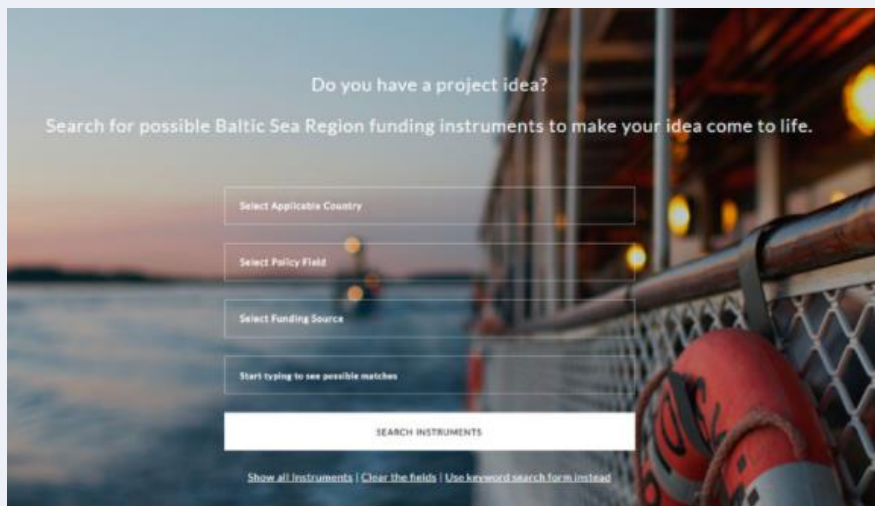 Do you have a project idea?
Search for possible Baltic Sea Region funding instruments to make your idea come to life.
Select Applicable Country
Select Policy Field
Select Funding Source
Start typing to see possible matches
SEARCH INSTRUMENTS
Show all Instruments | Clear the fields | Use keyword search form instead